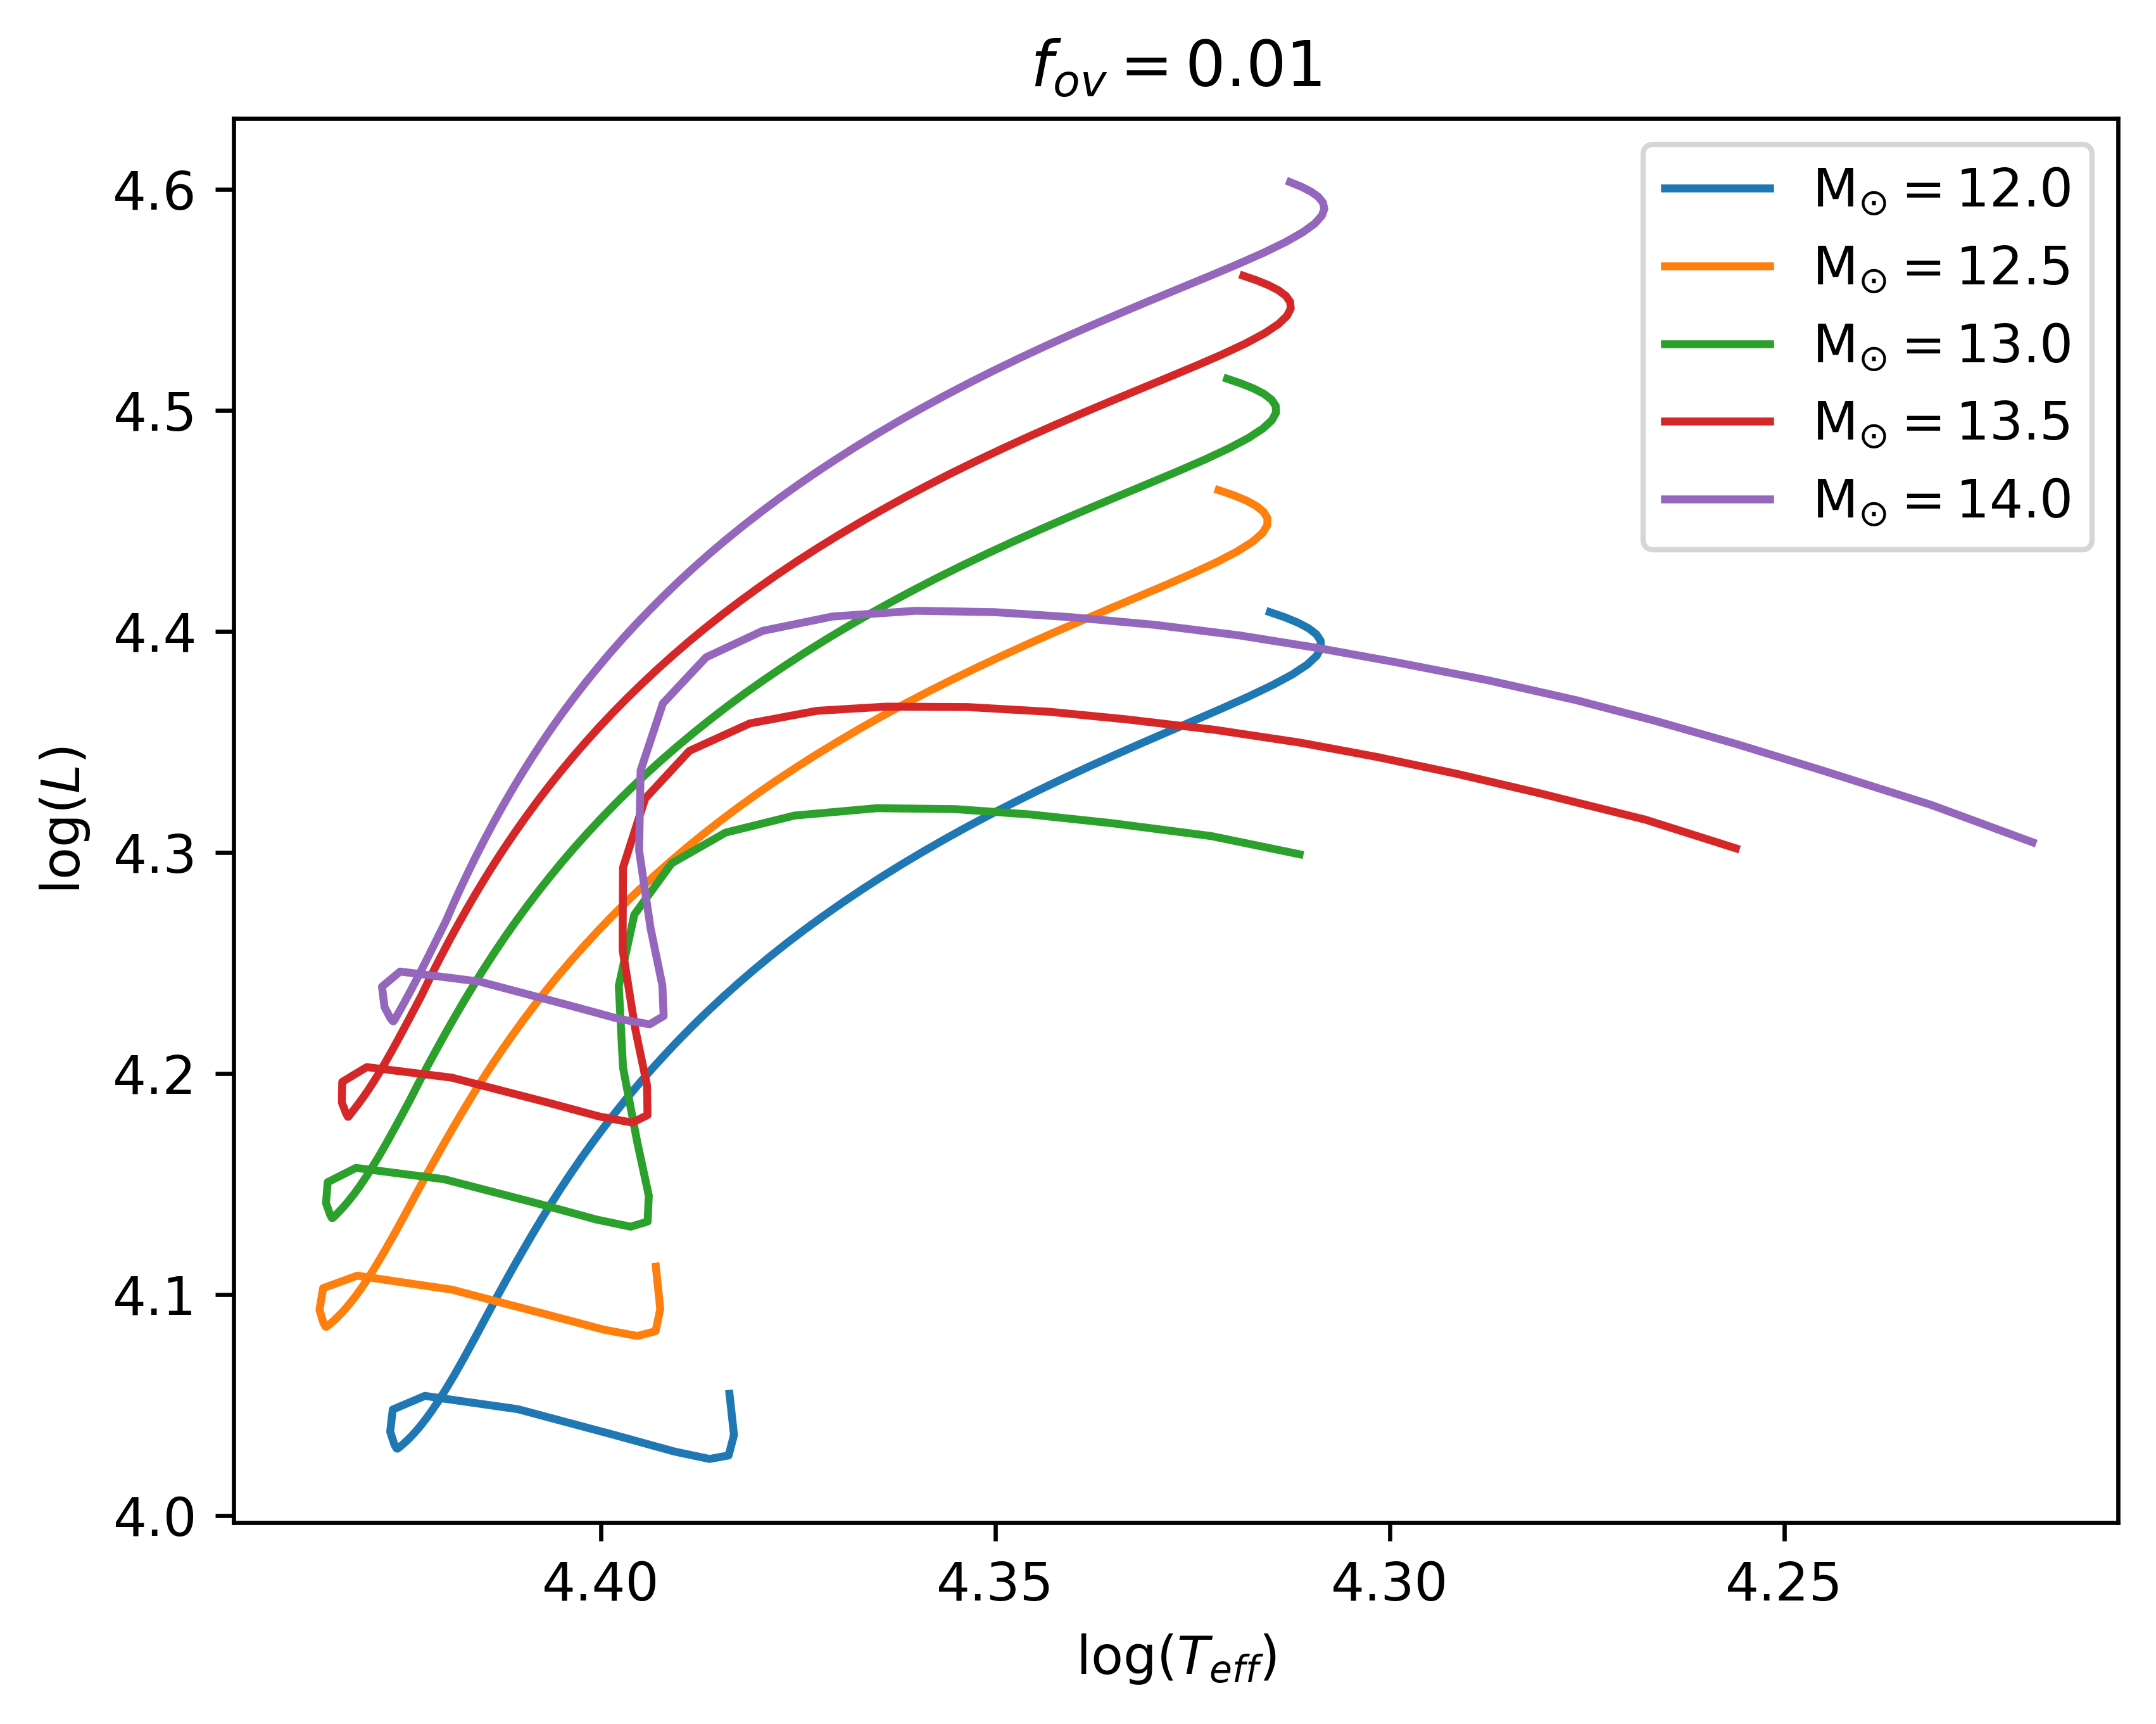 f_ov = 0.01
M⊙ = 12.0
M⊙ = 12.5
M⊙ = 13.0
M⊙ = 13.5
M⊙ = 14.0
4.6
4.5
4.4
4.3
4.2
4.1
4.0
log(L)
4.40 4.35 4.30 4.25
log(T_eff)